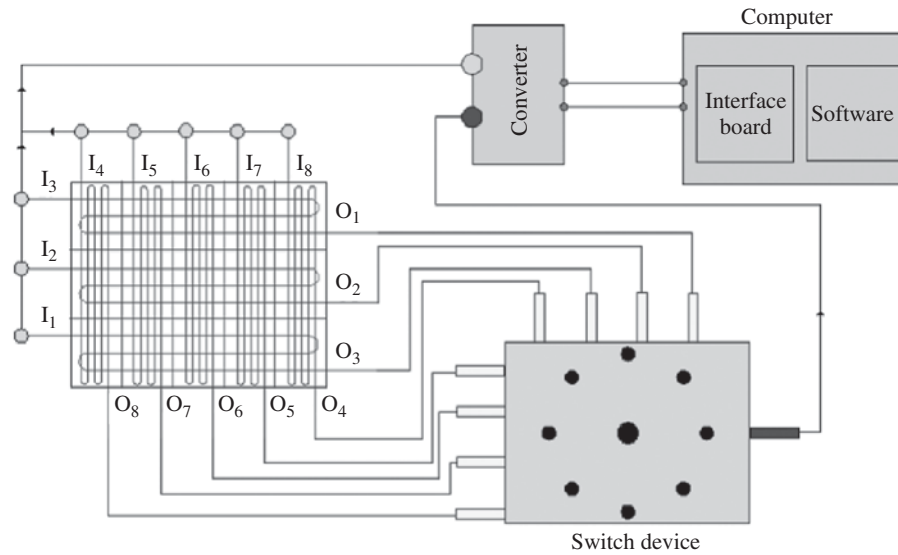 Computer
Converter
Interface
board
Software
I₄ I₅ I₆ I₇ I₈
I₃
O₁
I₂
O₂
I₁
O₃
O₈ O₇ O₆ O₅ O₄
Switch device